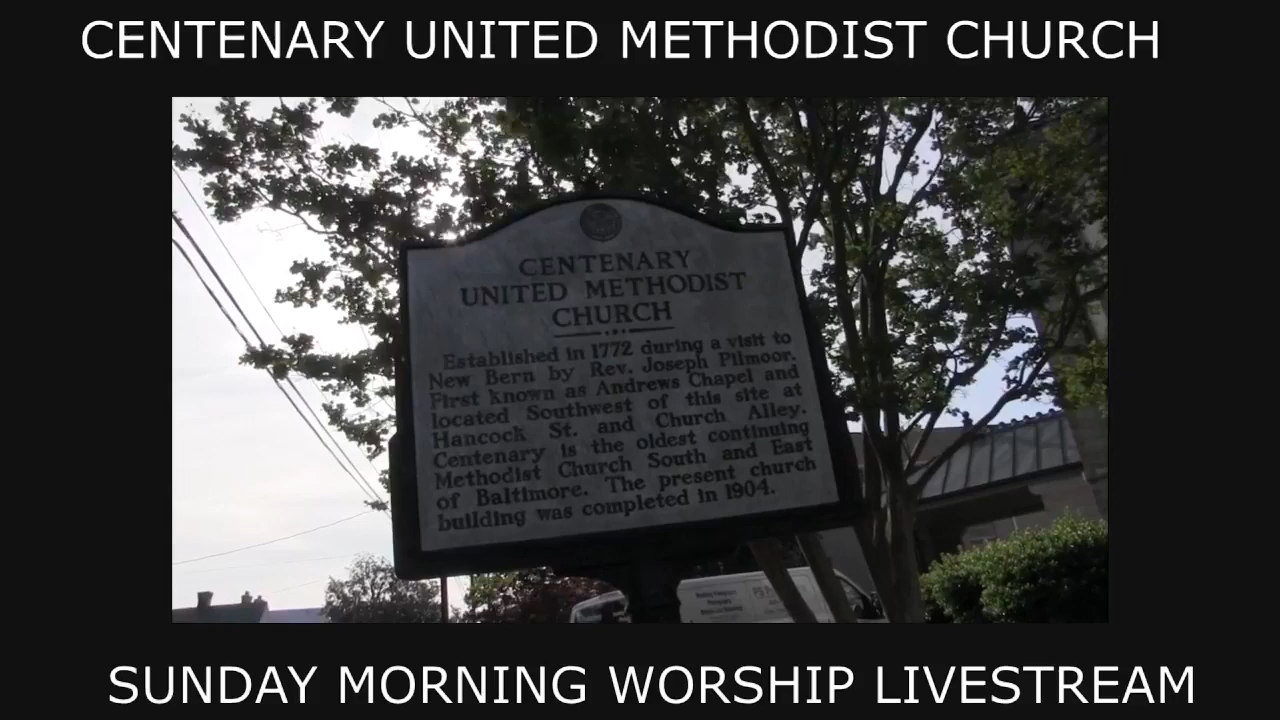 CENTENARY UNITED METHODIST CHURCH
CENTENARY
UNITED METHODIST
CHURCH
Established in 1772 during a visit to
New Bern by Rev. Joseph Pilmoor.
First known as Andrews Chapel and
located Southwest of this site at
Hancock St. and Church Alley.
Centenary is the oldest continuing
Methodist Church South and East
of Baltimore. The present church
building was completed in 1904.
SUNDAY MORNING WORSHIP LIVESTREAM